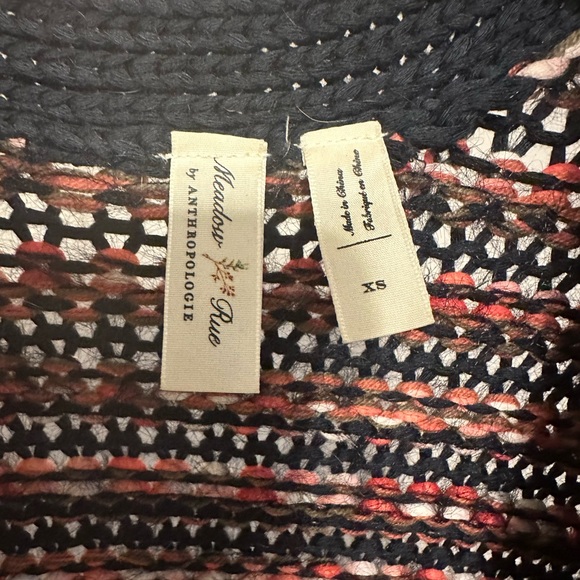 Meadow Rue
by ANTHROPOLOGIE
Made in China
Fabriqué en Chine
XS